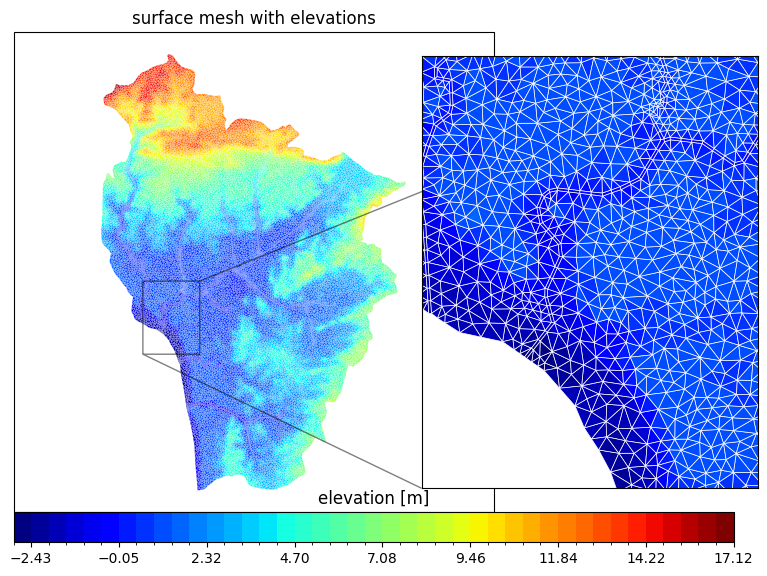 surface mesh with elevations
elevation [m]
−2.43 −0.05 2.32 4.70 7.08 9.46 11.84 14.22 17.12